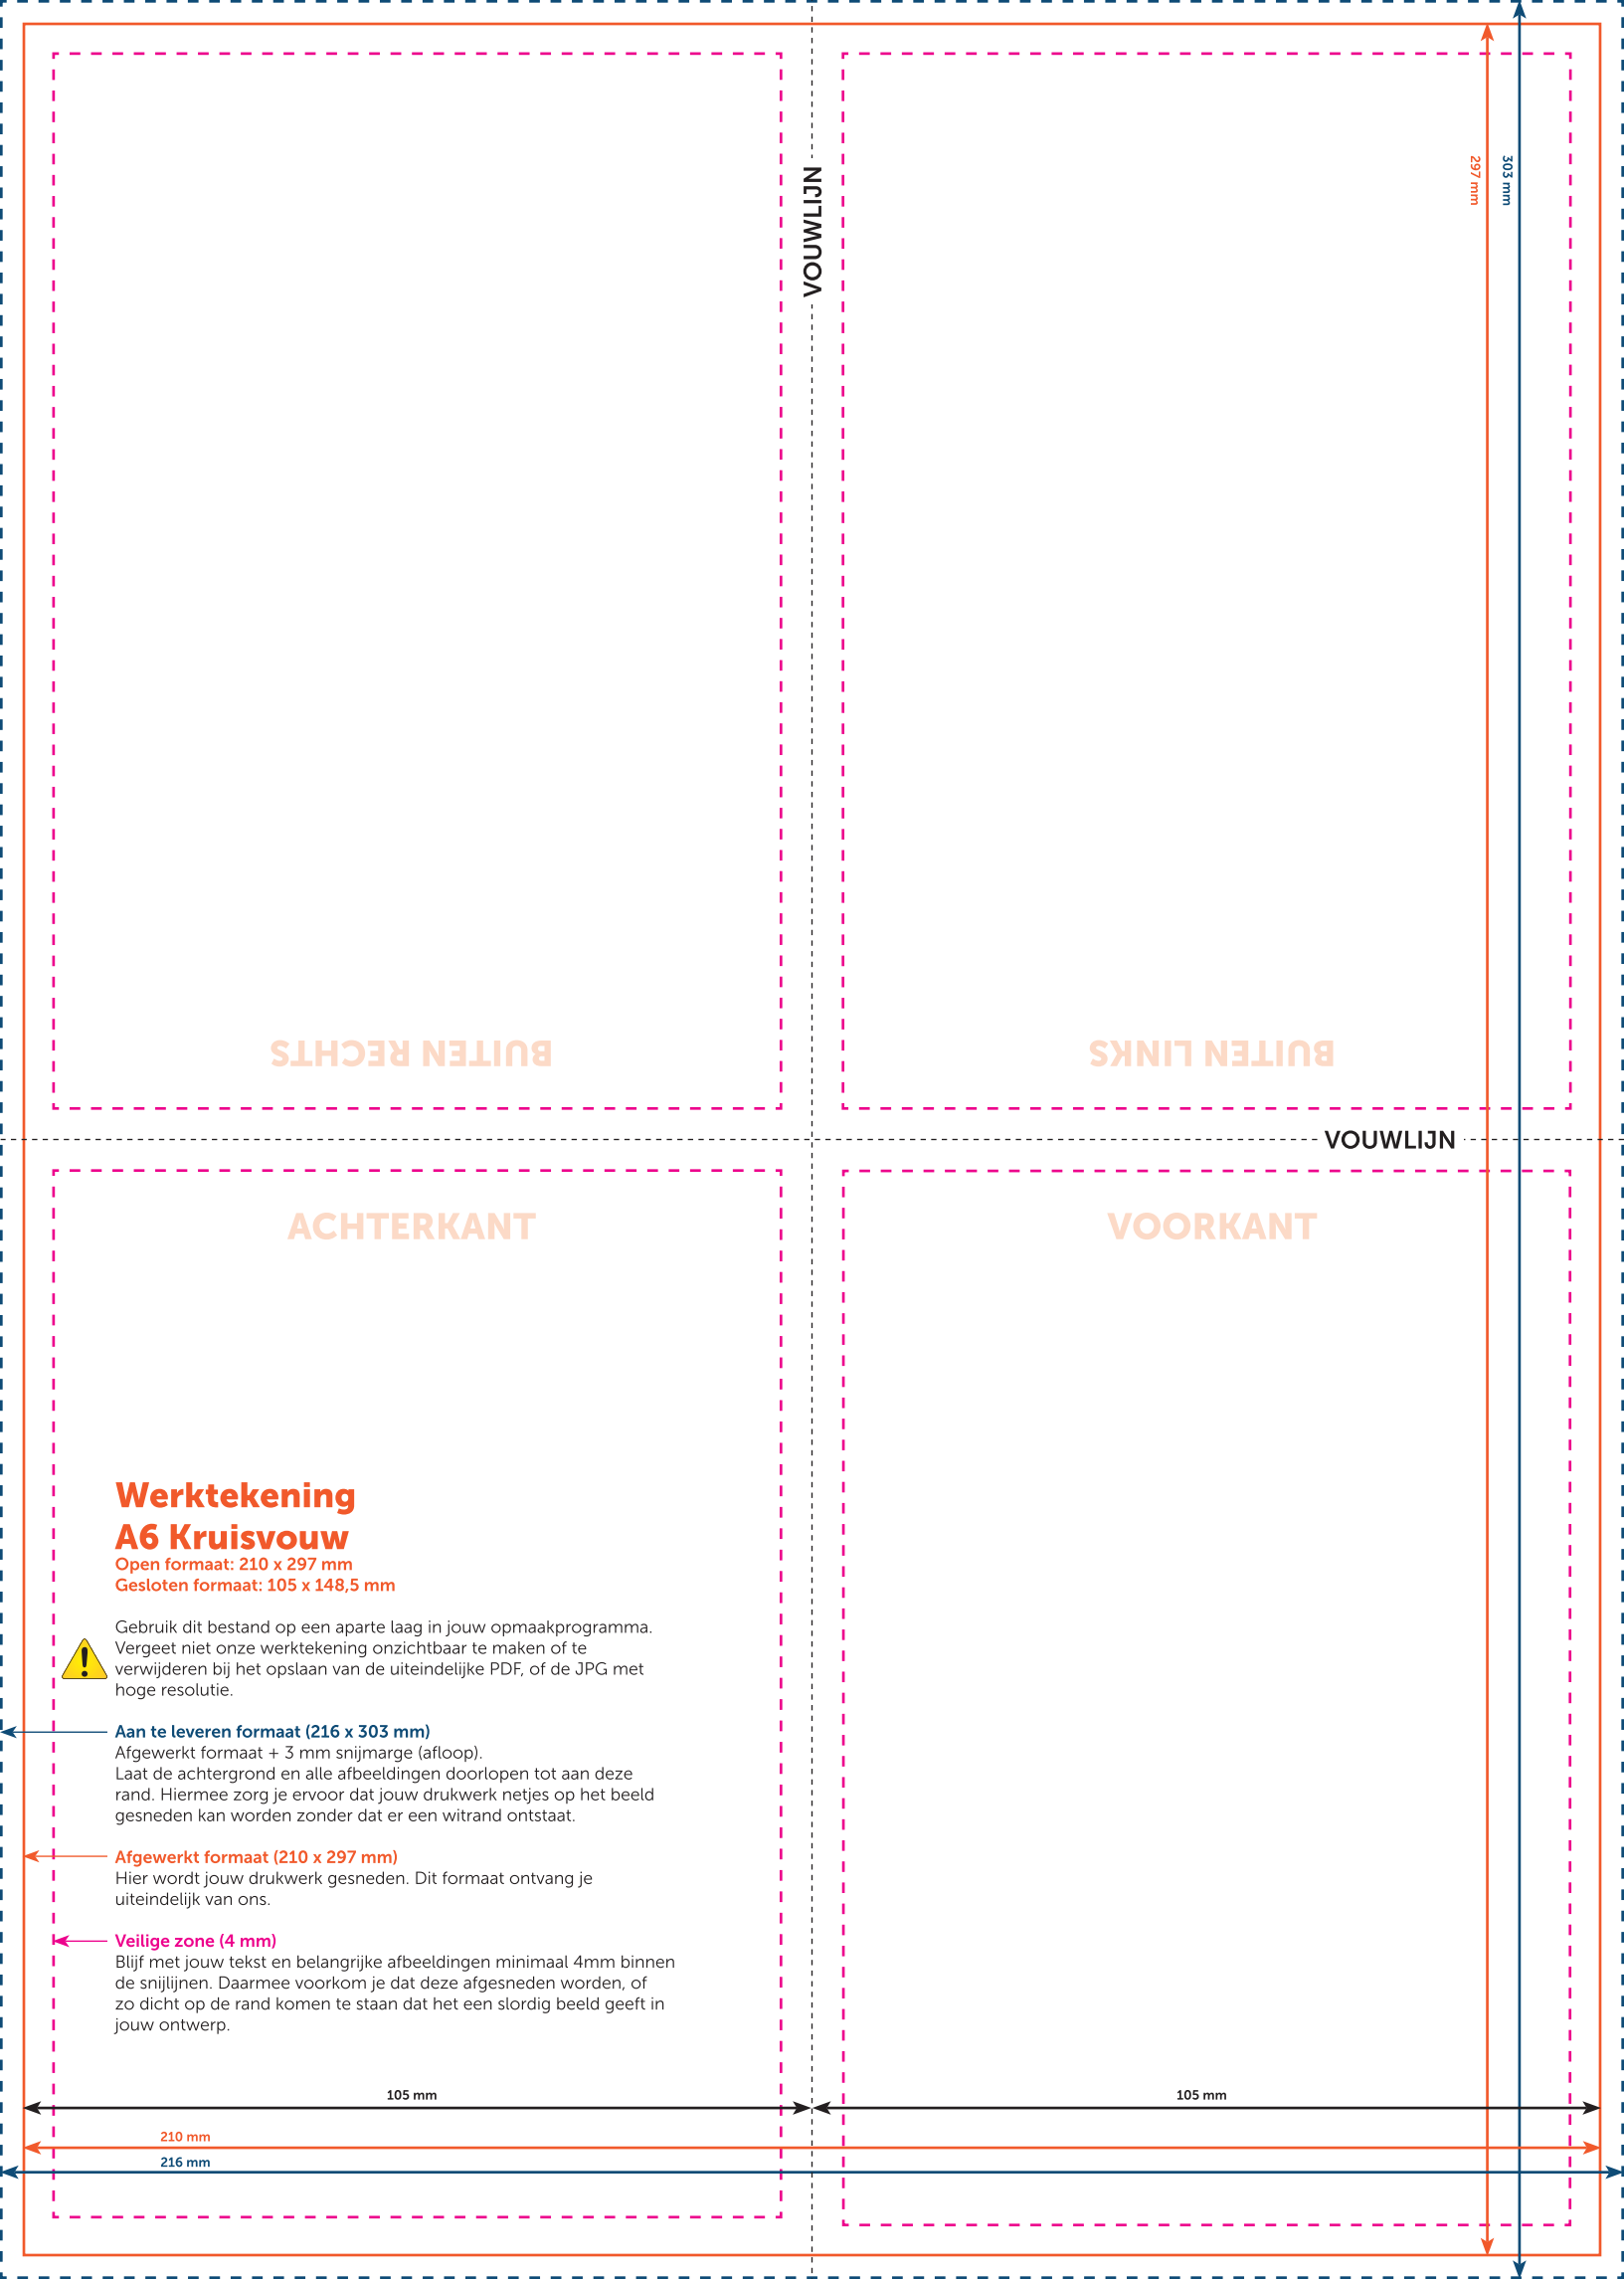 297 mm
303 mm
VOUWLIJN
BUITEN RECHTS
BUITEN LINKS
VOUWLIJN
ACHTERKANT
VOORKANT
Werktekening
A6 Kruisvouw
Open formaat: 210 x 297 mm
Gesloten formaat: 105 x 148,5 mm
Gebruik dit bestand op een aparte laag in jouw opmaakprogramma.
Vergeet niet onze werktekening onzichtbaar te maken of te
verwijderen bij het opslaan van de uiteindelijke PDF, of de JPG met
hoge resolutie.
Aan te leveren formaat (216 x 303 mm)
Afgewerkt formaat + 3 mm snijmarge (afloop).
Laat de achtergrond en alle afbeeldingen doorlopen tot aan deze
rand. Hiermee zorg je ervoor dat jouw drukwerk netjes op het beeld
gesneden kan worden zonder dat er een witrand ontstaat.
Afgewerkt formaat (210 x 297 mm)
Hier wordt jouw drukwerk gesneden. Dit formaat ontvang je
uiteindelijk van ons.
Veilige zone (4 mm)
Blijf met jouw tekst en belangrijke afbeeldingen minimaal 4mm binnen
de snijlijnen. Daarmee voorkom je dat deze afgesneden worden, of
zo dicht op de rand komen te staan dat het een slordig beeld geeft in
jouw ontwerp.
105 mm
105 mm
210 mm
216 mm